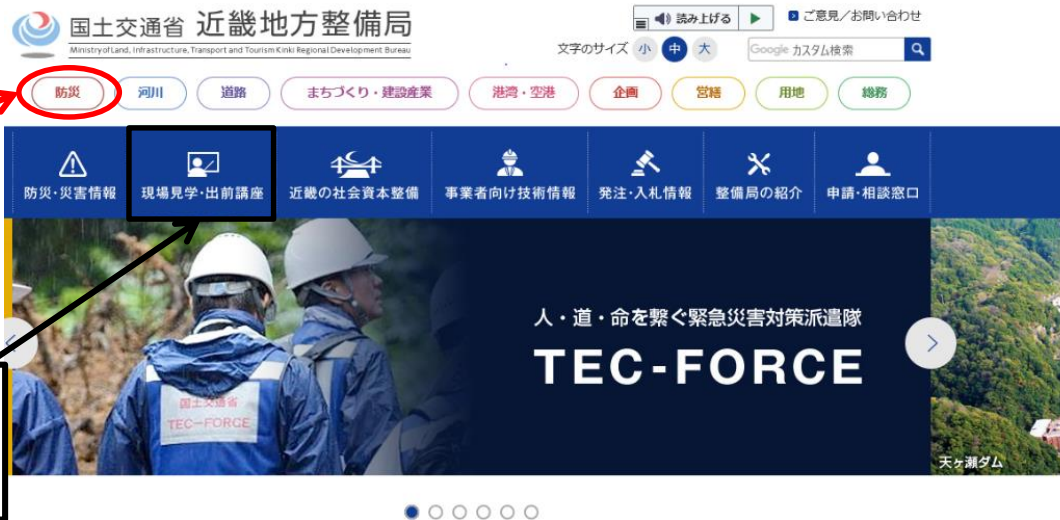 国土交通省 近畿地方整備局
Ministry of Land, Infrastructure, Transport and Tourism Kinki Regional Development Bureau
読み上げる
ご意見／お問い合わせ
文字のサイズ 小 中 大
Google カスタム検索
防災 河川 道路 まちづくり・建設産業 港湾・空港 企画 営繕 用地 総務
防災・災害情報 現場見学・出前講座 近畿の社会資本整備 事業者向け技術情報 発注・入札情報 整備局の紹介 申請・相談窓口
人・道・命を繋ぐ緊急災害対策派遣隊
TEC-FORCE
国土交通省
TEC-FORCE
天ヶ瀬ダム